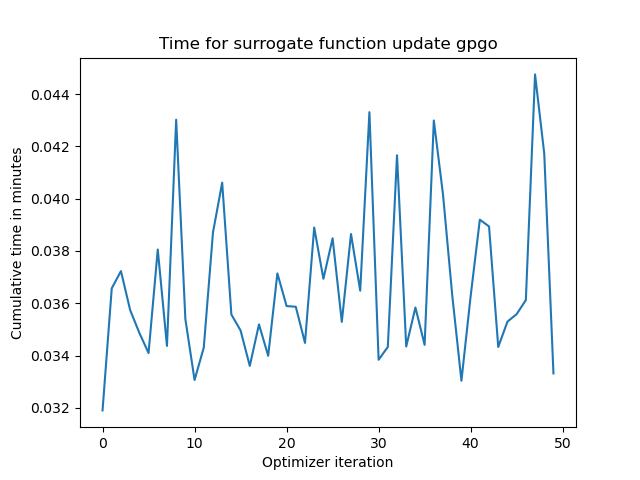 Time for surrogate function update gpgo
Cumulative time in minutes
0.044
0.042
0.040
0.038
0.036
0.034
0.032
0 10 20 30 40 50
Optimizer iteration